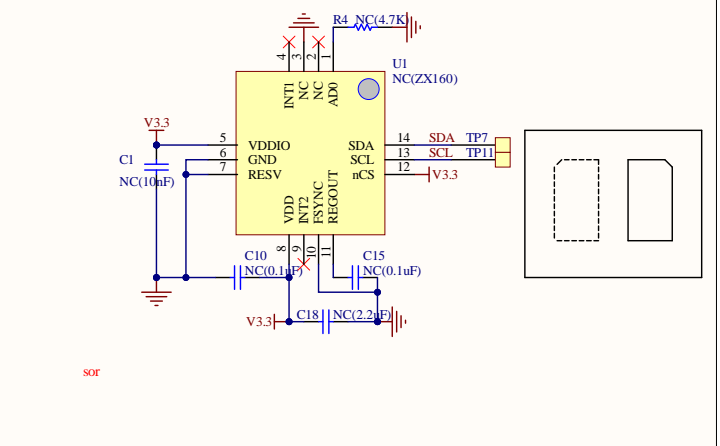 R4 NC(4.7K)
4 3 2 1
INT1 NC NC AD0
U1
NC(ZX160)
V3.3
C1
NC(10nF)
5 VDDIO
6 GND
7 RESV
SDA 14 SDA TP7
SCL 13 SCL TP11
nCS 12 V3.3
VDD INT2 FSYNC REGOUT
8 9 10 11
C10
NC(0.1uF)
C15
NC(0.1uF)
V3.3
C18 NC(2.2uF)
sor